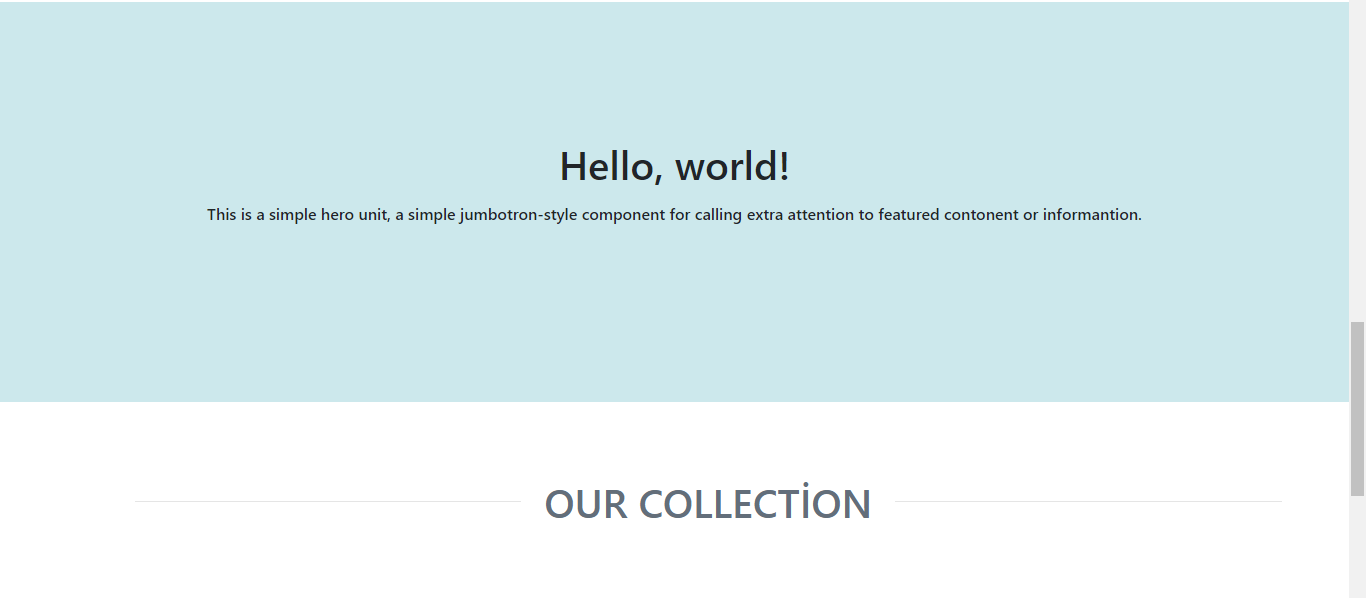 Hello, world!
This is a simple hero unit, a simple jumbotron-style component for calling extra attention to featured contonent or informantion.
OUR COLLECTİON